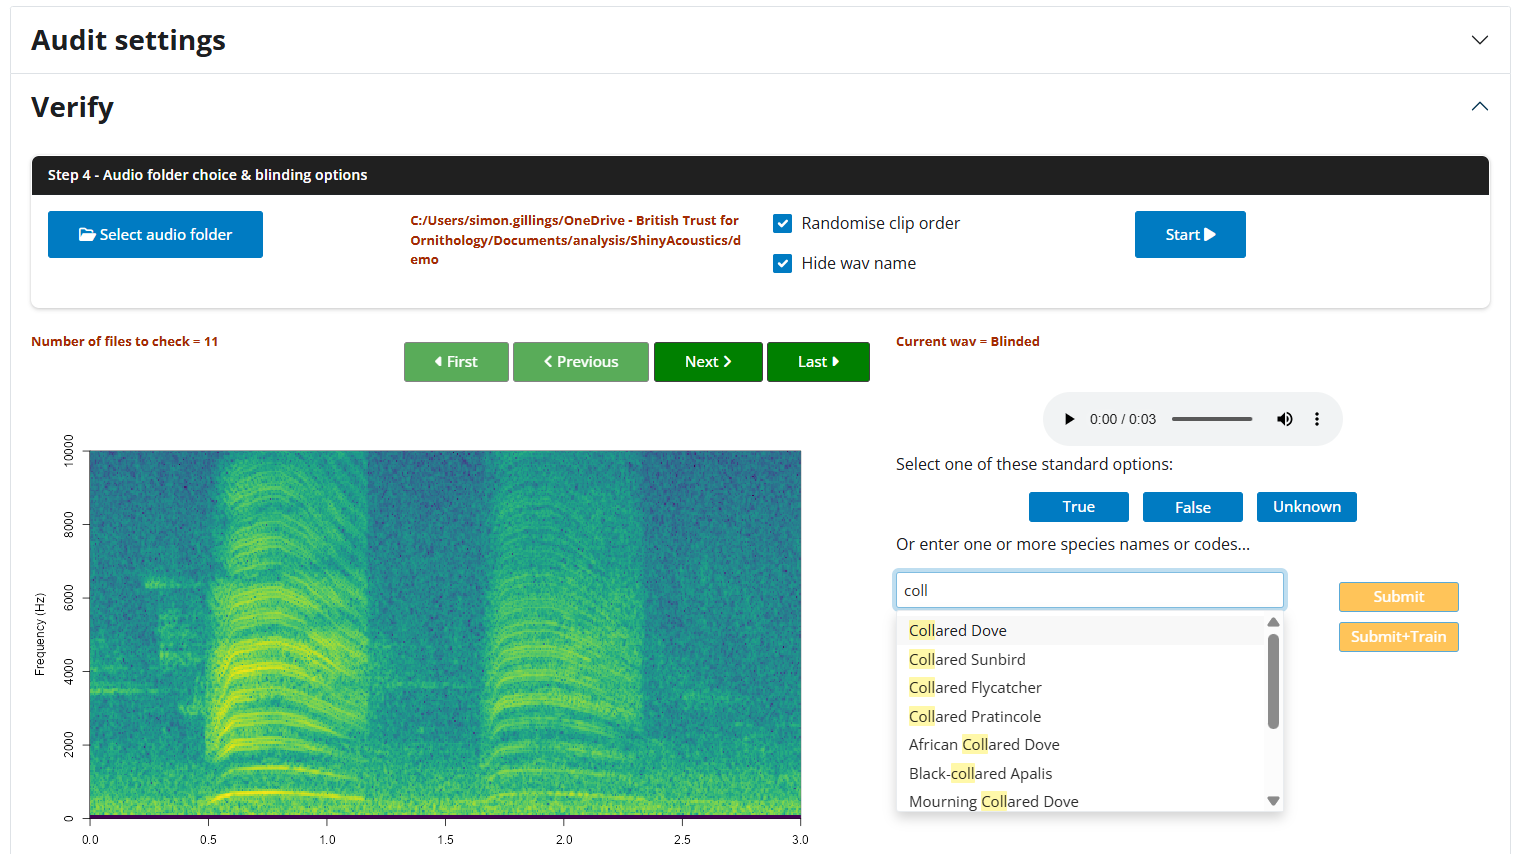 Audit settings
Verify
Step 4 - Audio folder choice & blinding options
Select audio folder
C:/Users/simon.gillings/OneDrive - British Trust for
Ornithology/Documents/analysis/ShinyAcoustics/d
emo
Randomise clip order
Hide wav name
Start
Number of files to check = 11
First
Previous
Next
Last
Current wav = Blinded
0:00 / 0:03
Select one of these standard options:
True
False
Unknown
Or enter one or more species names or codes...
coll
Submit
Submit+Train
Collared Dove
Collared Sunbird
Collared Flycatcher
Collared Pratincole
African Collared Dove
Black-collared Apalis
Mourning Collared Dove
Frequency (Hz)
10000
8000
6000
4000
2000
0
0.0 0.5 1.0 1.5 2.0 2.5 3.0